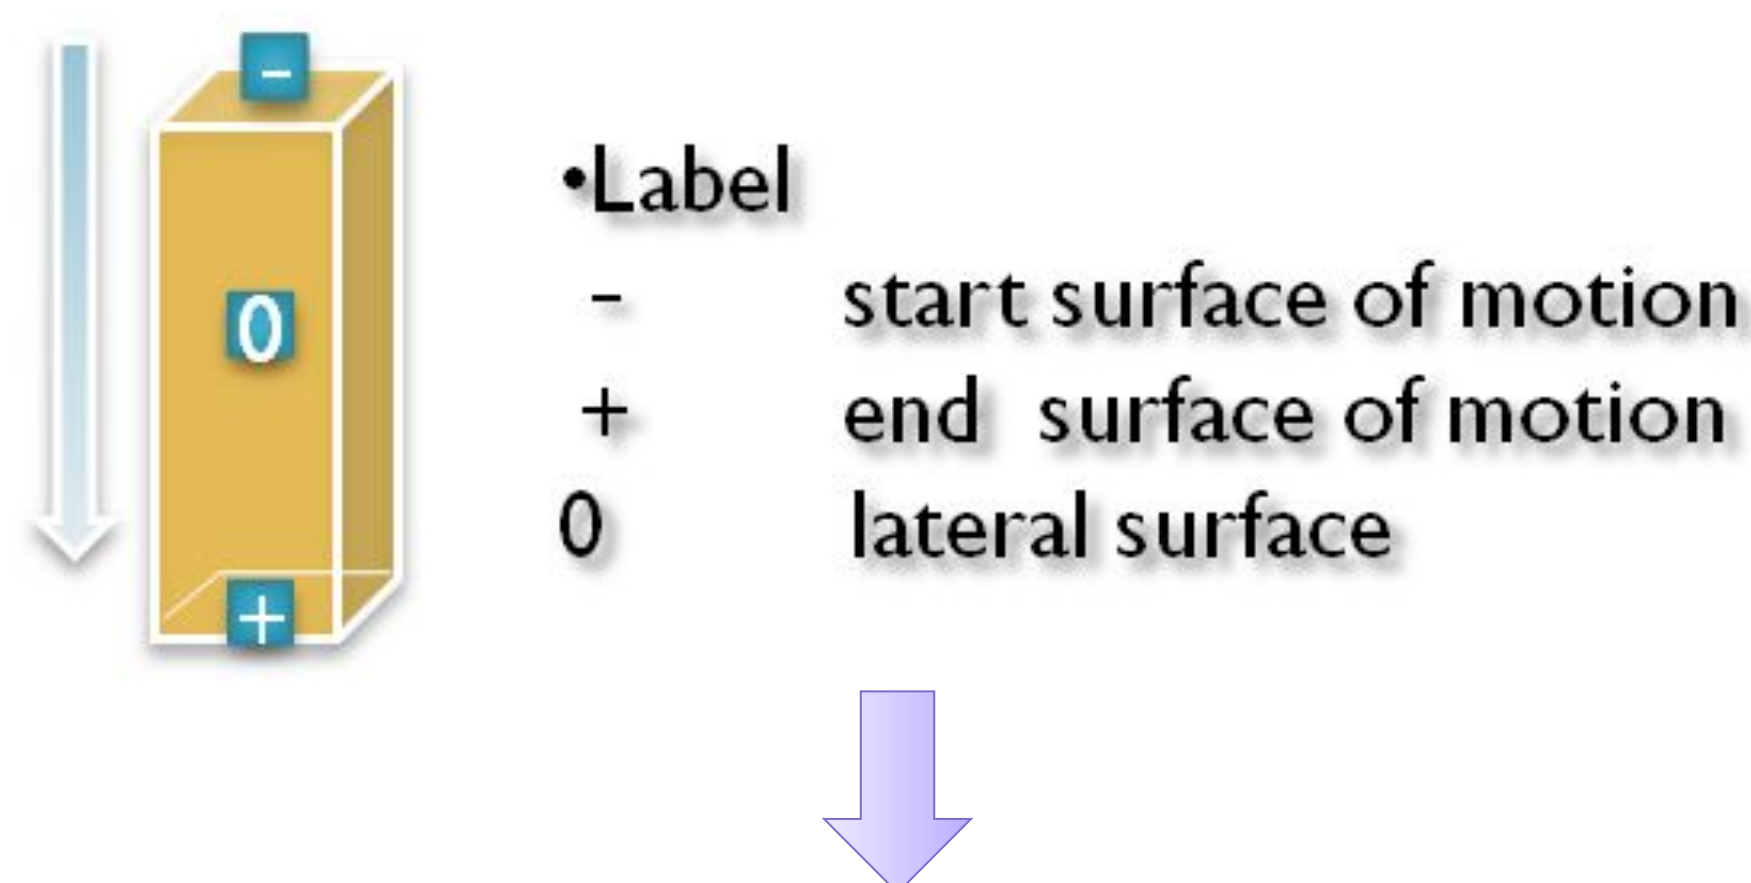 -
0
+
•Label
- start surface of motion
+ end surface of motion
0 lateral surface